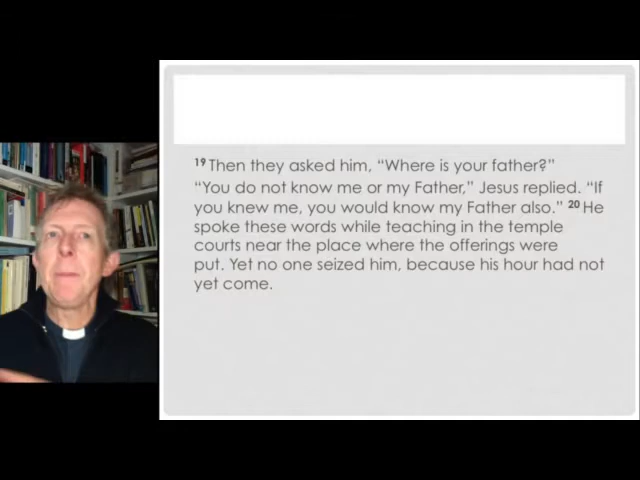 19 Then they asked him, “Where is your father?”
“You do not know me or my Father,” Jesus replied. “If
you knew me, you would know my Father also.” 20 He
spoke these words while teaching in the temple
courts near the place where the offerings were
put. Yet no one seized him, because his hour had not
yet come.